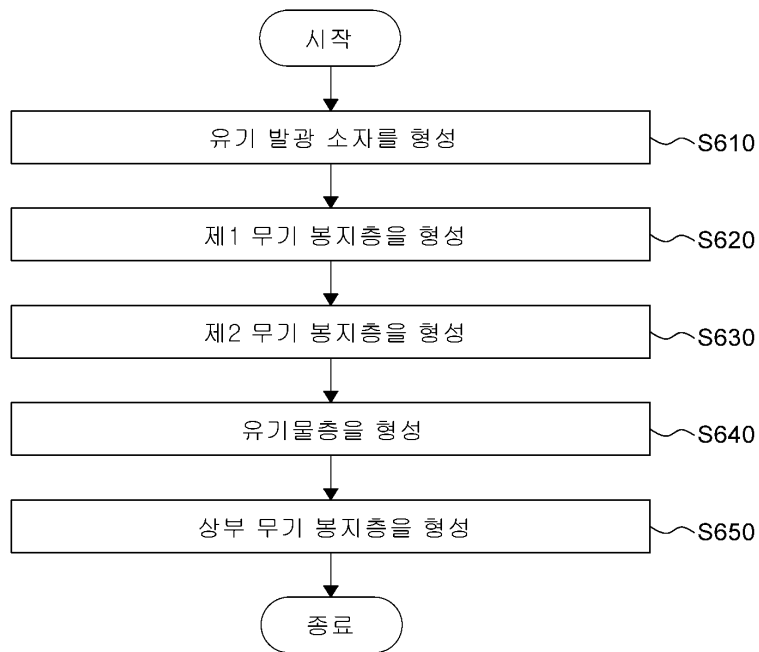 시작
유기 발광 소자를 형성
S610
제1 무기 봉지층을 형성
S620
제2 무기 봉지층을 형성
S630
유기물층을 형성
S640
상부 무기 봉지층을 형성
S650
종료